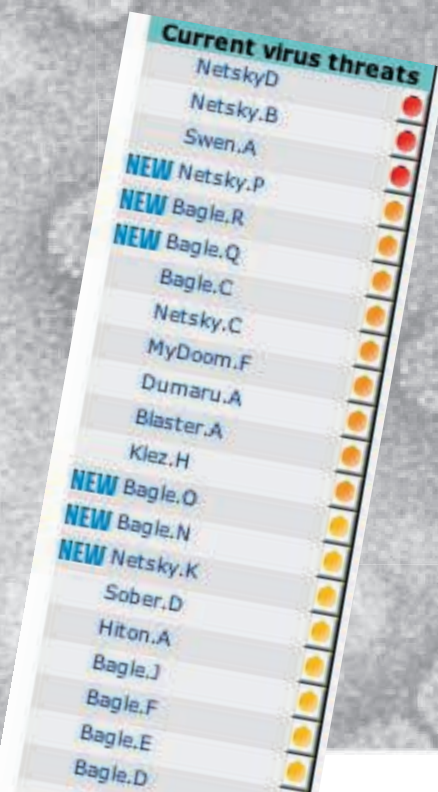 Current virus threats
NetskyD
Netsky.B
Swen.A
NEW Netsky.P
NEW Bagle.R
NEW Bagle.Q
Bagle.C
Netsky.C
MyDoom.F
Dumaru.A
Blaster.A
Klez.H
NEW Bagle.O
NEW Bagle.N
NEW Netsky.K
Sober.D
Hiton.A
Bagle.J
Bagle.F
Bagle.E
Bagle.D